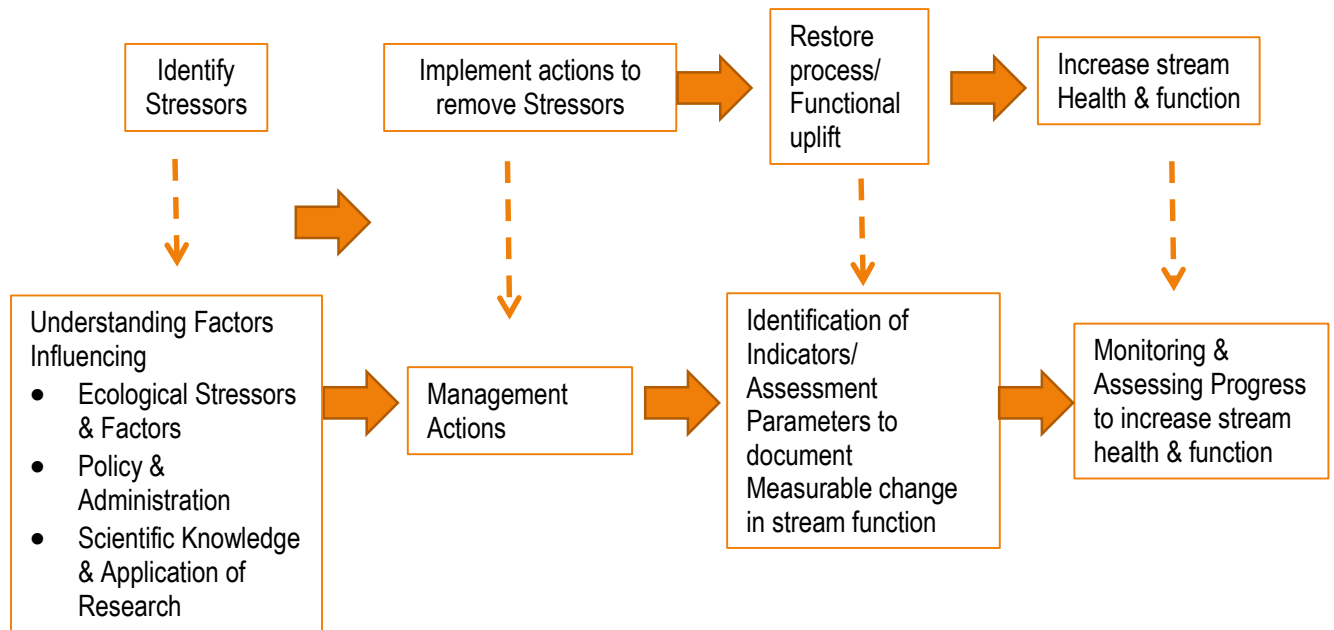 Identify
Stressors
Implement actions to
remove Stressors
Restore
process/
Functional
uplift
Increase stream
Health & function
Understanding Factors
Influencing
● Ecological Stressors
& Factors
● Policy &
Administration
● Scientific Knowledge
& Application of
Research
Management
Actions
Identification of
Indicators/
Assessment
Parameters to
document
Measurable change
in stream function
Monitoring &
Assessing Progress
to increase stream
health & function